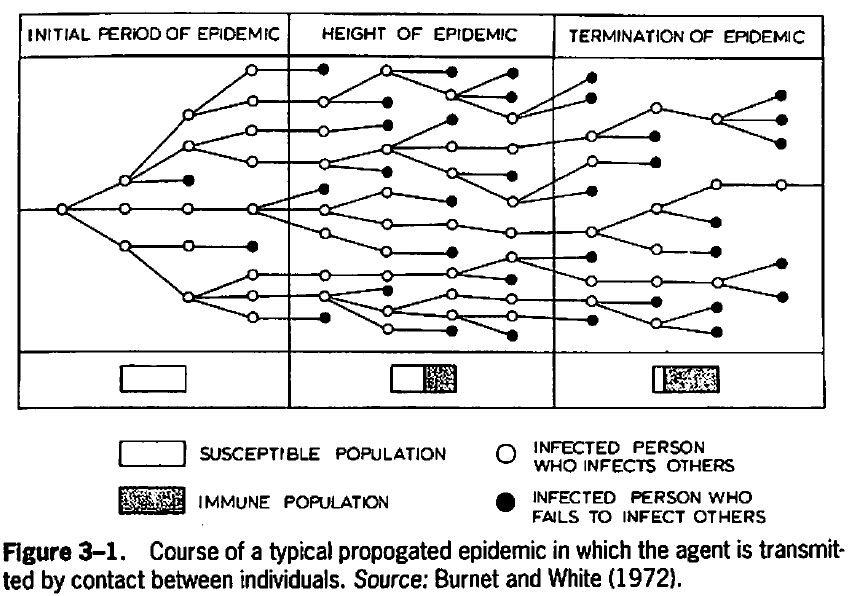 INITIAL PERIOD OF EPIDEMIC
HEIGHT OF EPIDEMIC
TERMINATION OF EPIDEMIC
SUSCEPTIBLE POPULATION
IMMUNE POPULATION
INFECTED PERSON
WHO INFECTS OTHERS
INFECTED PERSON WHO
FAILS TO INFECT OTHERS
Figure 3–1. Course of a typical propogated epidemic in which the agent is transmit-
ted by contact between individuals. Source: Burnet and White (1972).